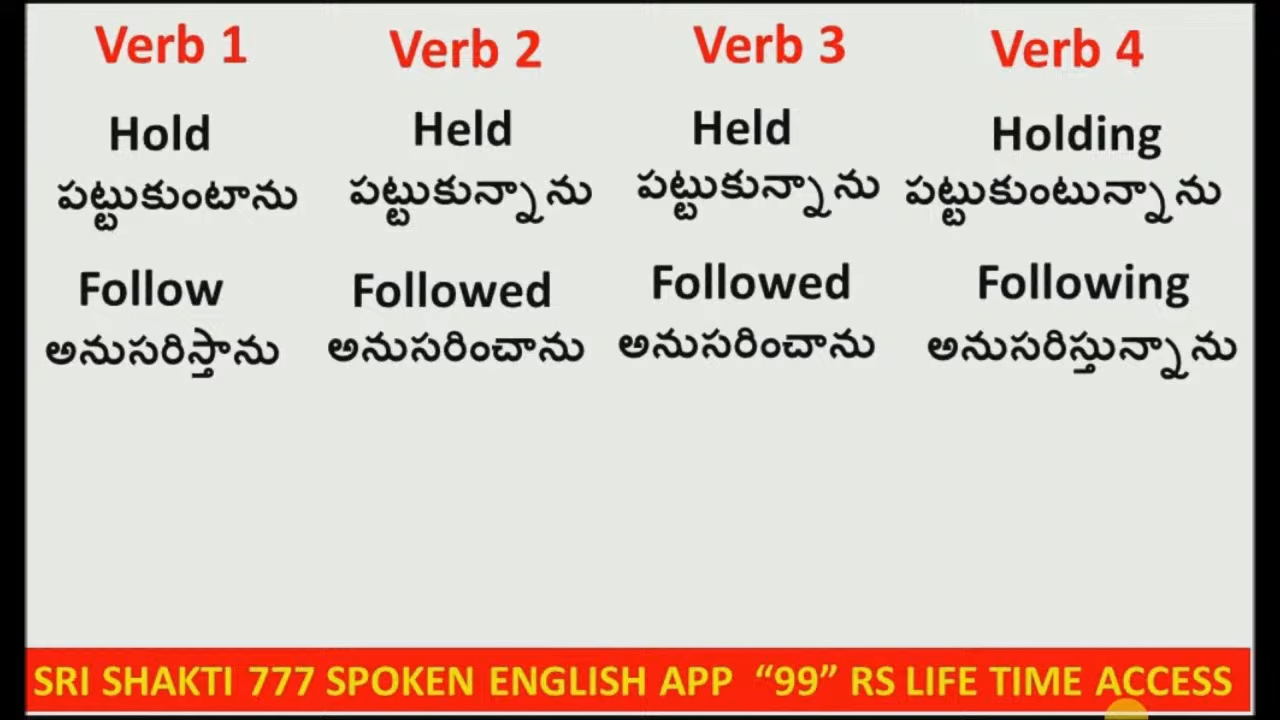 Verb 1 Verb 2 Verb 3 Verb 4
Hold Held Held Holding
పట్టుకుంటాను పట్టుకున్నాను పట్టుకున్నాను పట్టుకుంటున్నాను
Follow Followed Followed Following
అనుసరిస్తాను అనుసరించాను అనుసరించాను అనుసరిస్తున్నాను
SRI SHAKTI 777 SPOKEN ENGLISH APP “99” RS LIFE TIME ACCESS